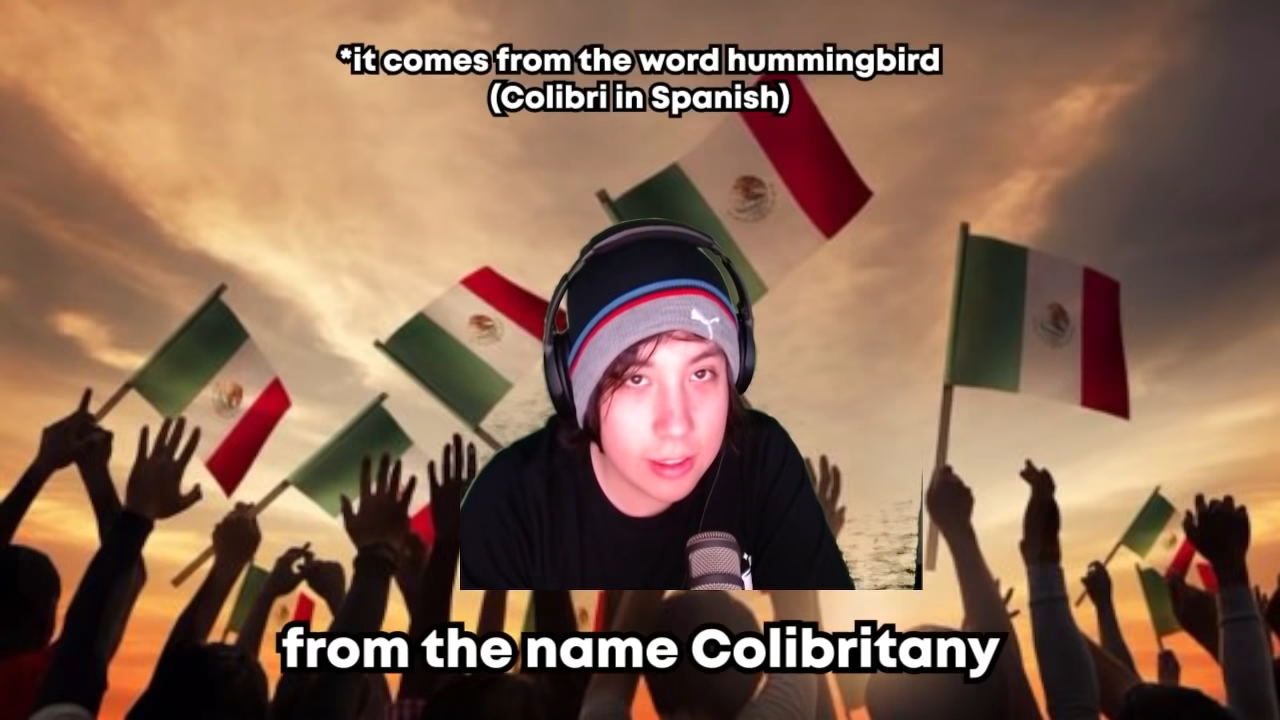 *it comes from the word hummingbird
(Colibri in Spanish)
from the name Colibritany